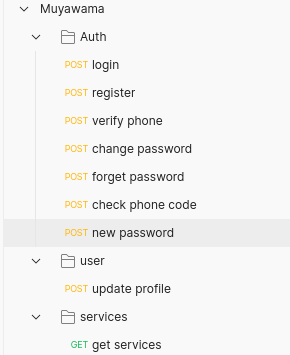 Muyawama
Auth
POST login
POST register
POST verify phone
POST change password
POST forget password
POST check phone code
POST new password
user
POST update profile
services
GET get services